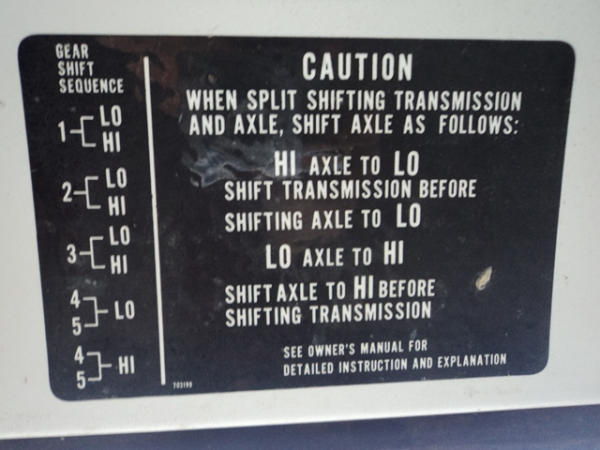 GEAR
SHIFT
SEQUENCE
1 LO
HI
2 LO
HI
3 LO
HI
4
5 LO
4
5 HI
CAUTION
WHEN SPLIT SHIFTING TRANSMISSION
AND AXLE, SHIFT AXLE AS FOLLOWS:
HI AXLE TO LO
SHIFT TRANSMISSION BEFORE
SHIFTING AXLE TO LO
LO AXLE TO HI
SHIFT AXLE TO HI BEFORE
SHIFTING TRANSMISSION
SEE OWNER'S MANUAL FOR
DETAILED INSTRUCTION AND EXPLANATION